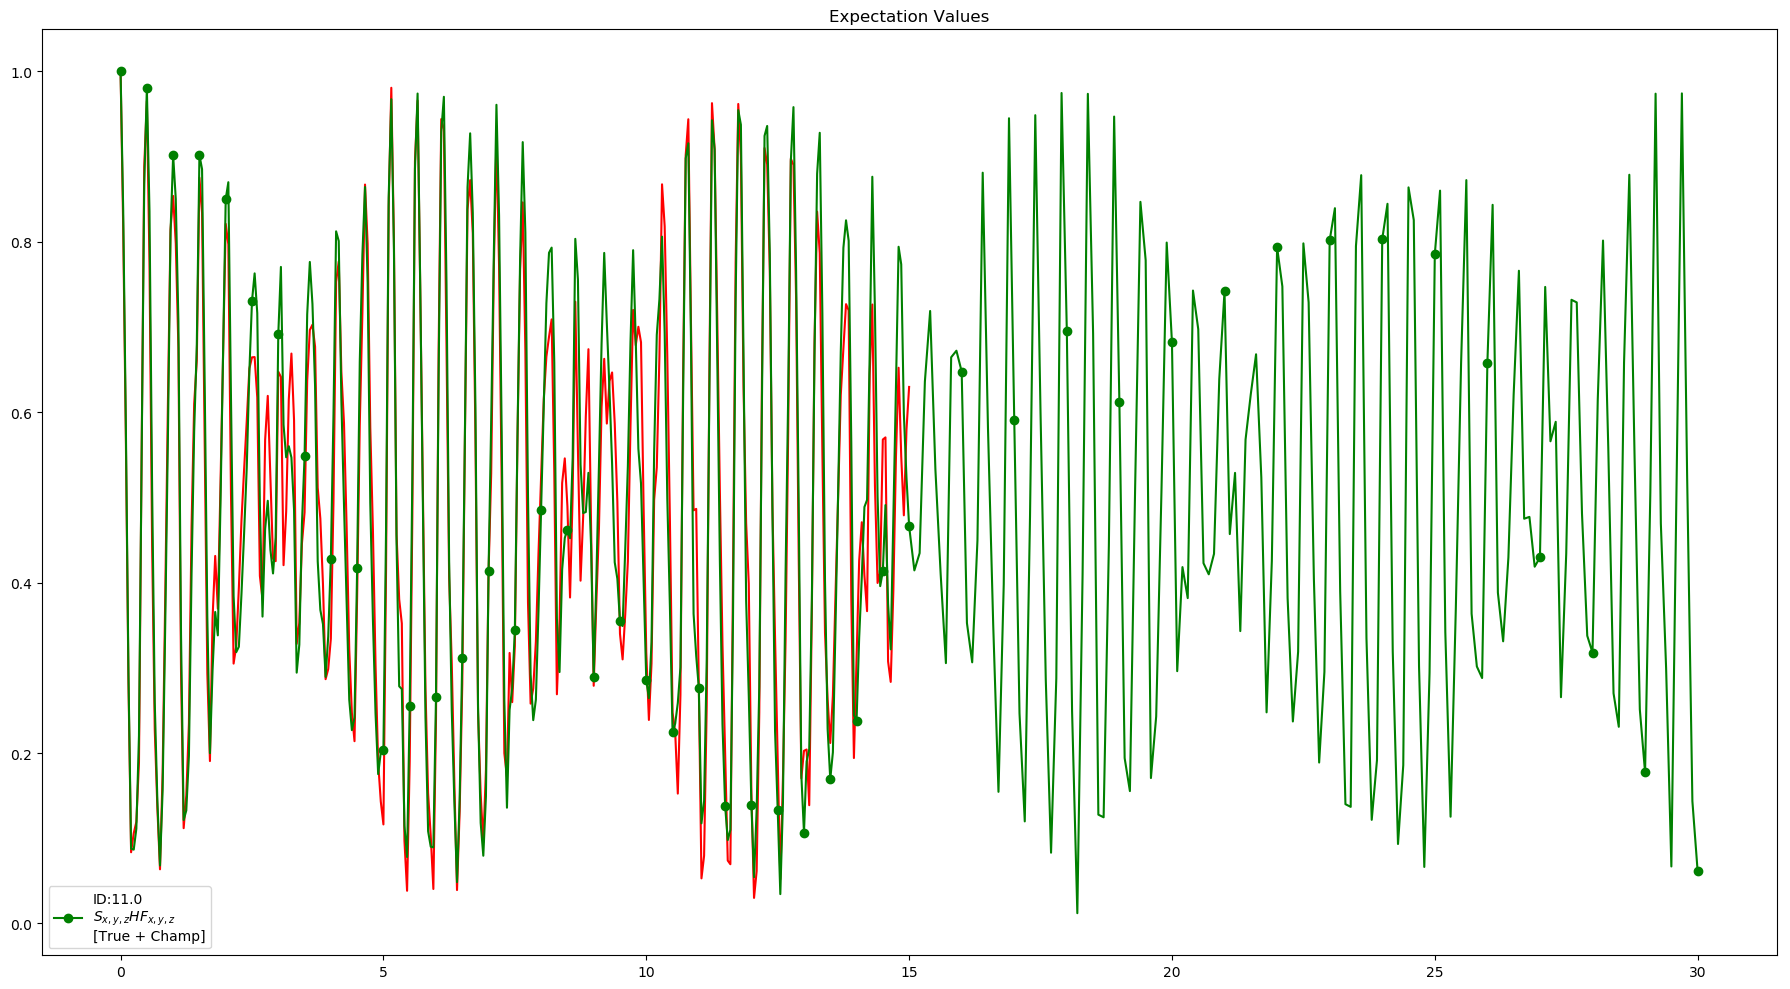 Expectation Values
1.0
0.8
0.6
0.4
0.2
0.0
ID:11.0
S_{x,y,z}HF_{x,y,z}
[True + Champ]
0 5 10 15 20 25 30